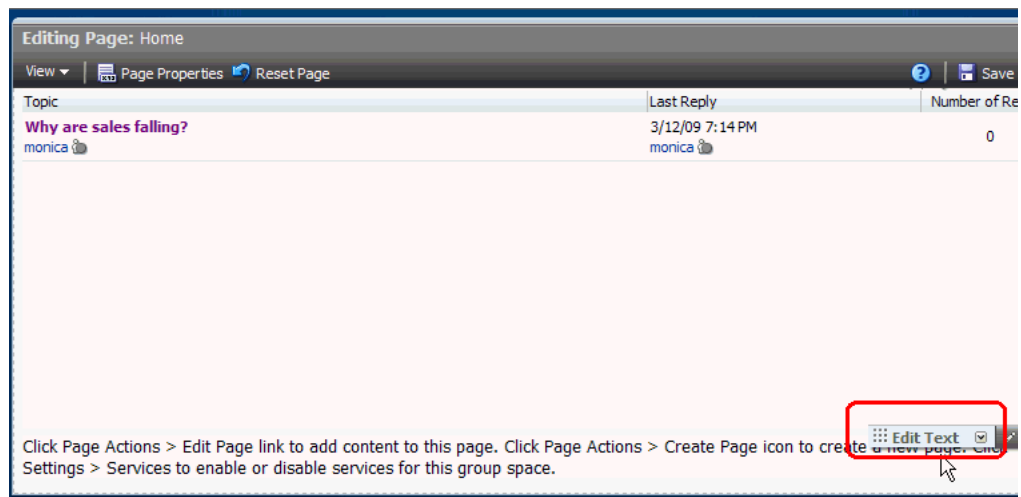 Editing Page: Home
View Page Properties Reset Page Save
Topic Last Reply Number of Re
Why are sales falling? 3/12/09 7:14 PM 0
monica monica
Edit Text
Click Page Actions > Edit Page link to add content to this page. Click Page Actions > Create Page icon to create a new page. Click
Settings > Services to enable or disable services for this group space.